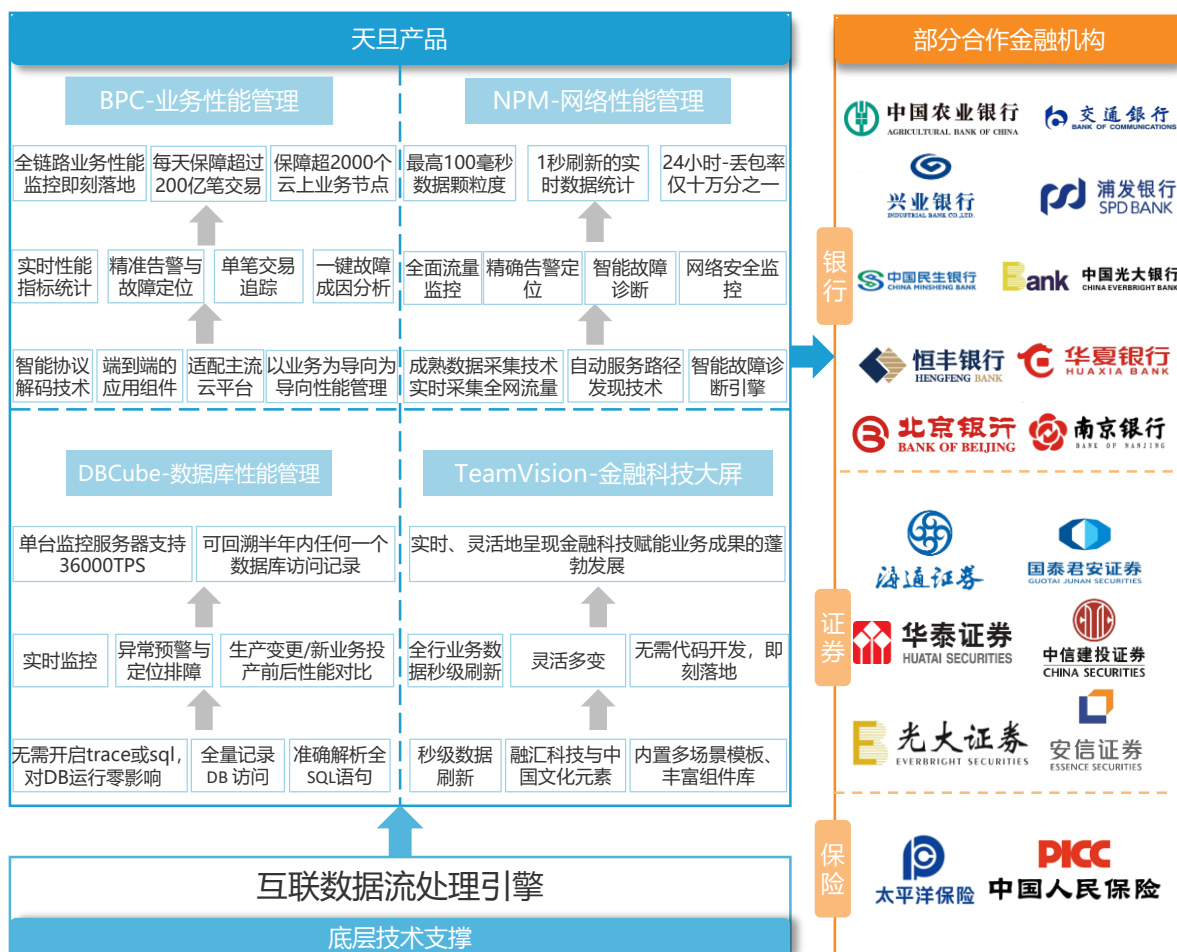 天旦产品
BPC-业务性能管理
全链路业务性能
监控即刻落地
每天保障超过
200亿笔交易
保障超2000个
云上业务节点
实时性能
指标统计
精准告警与
故障定位
单笔交易
追踪
一键故障
成因分析
智能协议
解码技术
端到端的
应用组件
适配主流
云平台
以业务为导向为
导向性能管理
NPM-网络性能管理
最高100毫秒
数据颗粒度
1秒刷新的实
时数据统计
24小时-丢包率
仅十万分之一
全面流量
监控
精确告警定
位
智能故障
诊断
网络安全监
控
成熟数据采集技术
实时采集全网流量
自动服务路径
发现技术
智能故障诊
断引擎
DBCube-数据库性能管理
单台监控服务器支持
36000TPS
可回溯半年内任何一个
数据库访问记录
实时监控
异常预警与
定位排障
生产变更/新业务投
产前后性能对比
无需开启trace或sql,
对DB运行零影响
全量记录
DB 访问
准确解析全
SQL语句
TeamVision-金融科技大屏
实时、灵活地呈现金融科技赋能业务成果的蓬
勃发展
全行业务数
据秒级刷新
灵活多变
无需代码开发，即
刻落地
秒级数据
刷新
融汇科技与中
国文化元素
内置多场景模板、
丰富组件库
互联数据流处理引擎
底层技术支撑
部分合作金融机构
银行
中国农业银行
AGRICULTURAL BANK OF CHINA
交通銀行
BANK OF COMMUNICATIONS
兴业银行
INDUSTRIAL BANK CO.,LTD.
浦发银行
SPD BANK
中国民生银行
CHINA MINSHENG BANK
Bank
中国光大银行
CHINA EVERBRIGHT BANK
恒丰银行
HENGFENG BANK
华夏银行
HUAXIA BANK
北京银行
BANK OF BEIJING
南京银行
BANK OF NANJING
证券
海通证券
国泰君安证券
GUOTAI JUNAN SECURITIES
华泰证券
HUATAI SECURITIES
中信建投证券
CHINA SECURITIES
光大证券
EVERBRIGHT SECURITIES
安信证券
ESSENCE SECURITIES
保险
太平洋保险
PICC
中国人民保险